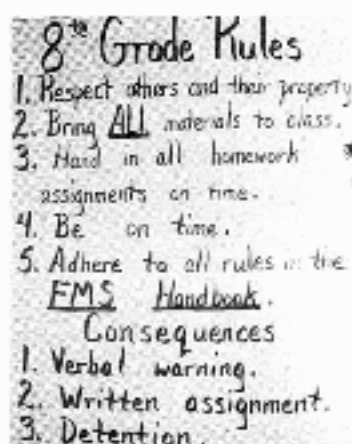 8th Grade Rules
1. Respect others and their property
2. Bring ALL materials to class.
3. Hand in all homework
assignments on time.
4. Be on time.
5. Adhere to all rules in the
FMS Handbook.
Consequences
1. Verbal warning.
2. Written assignment.
3. Detention.